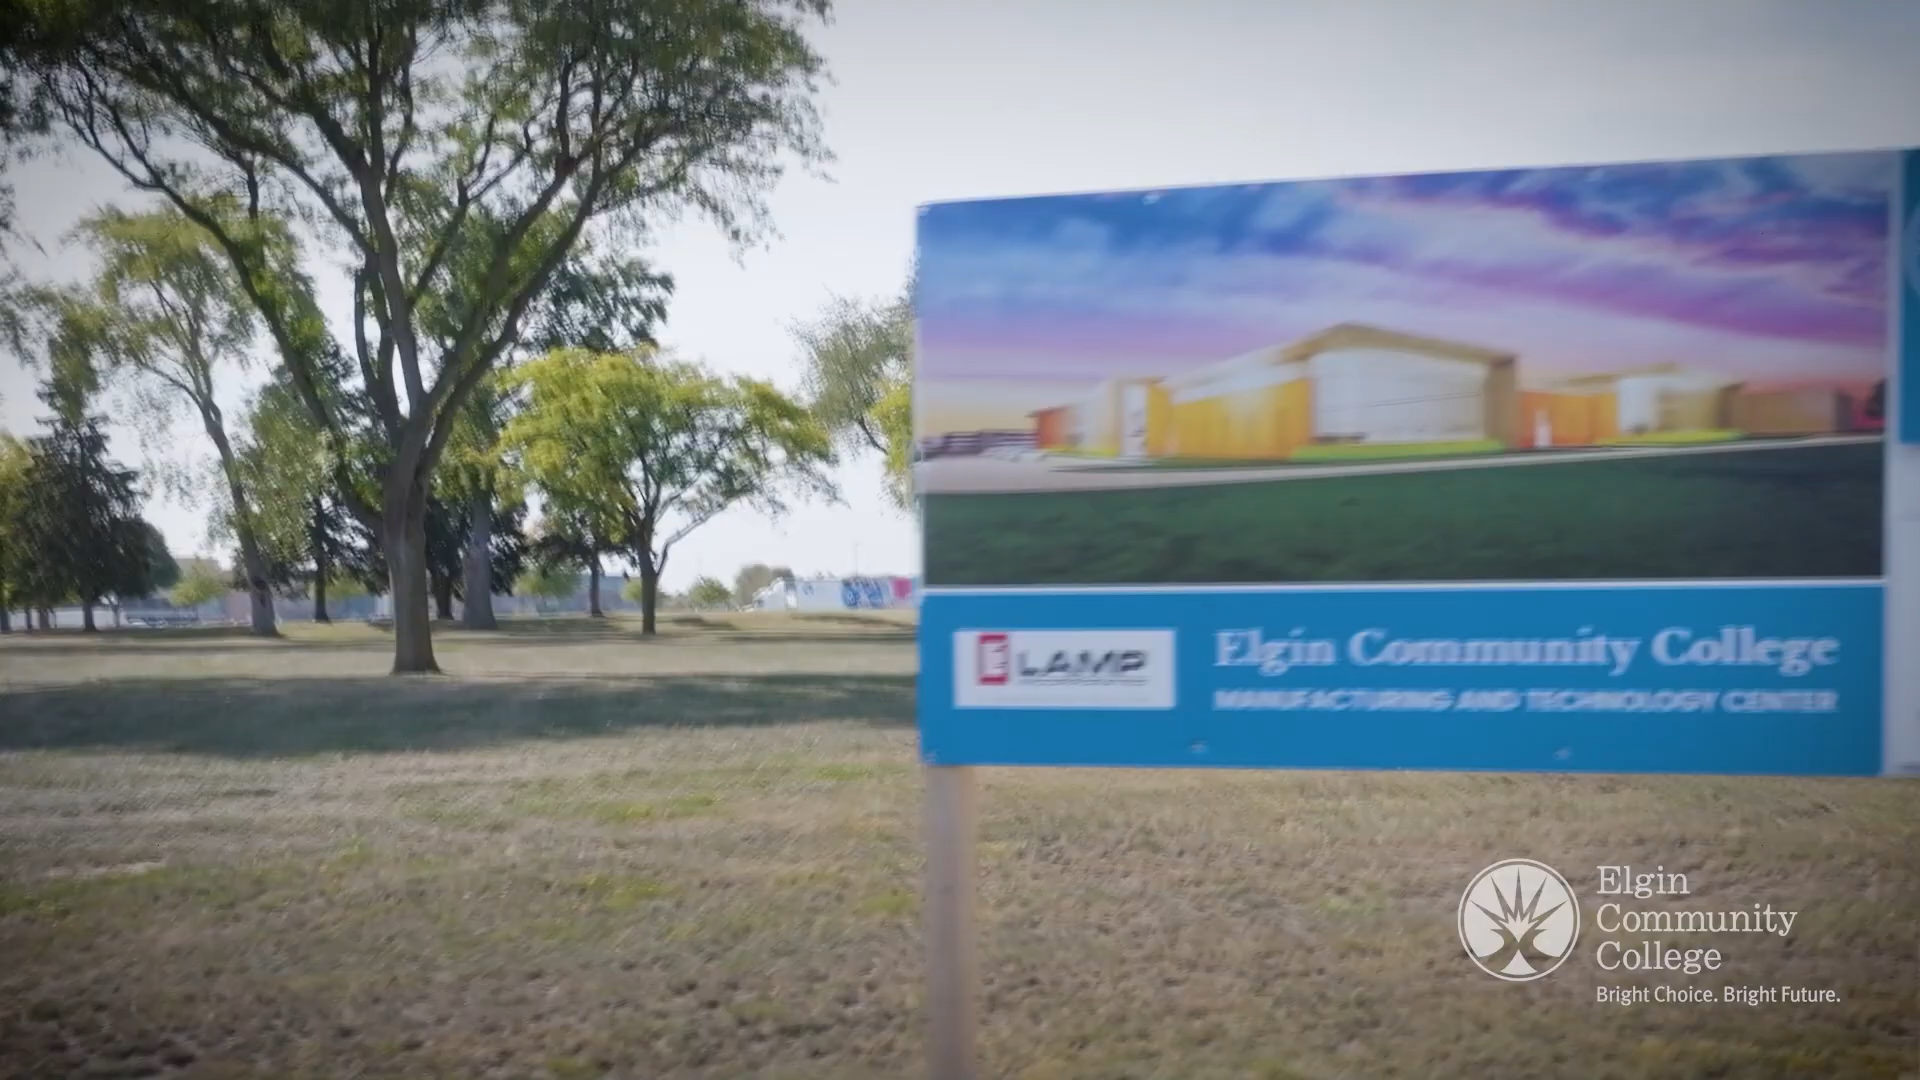 LAMP
Elgin Community College
MANUFACTURING AND TECHNOLOGY CENTER
Elgin
Community
College
Bright Choice. Bright Future.